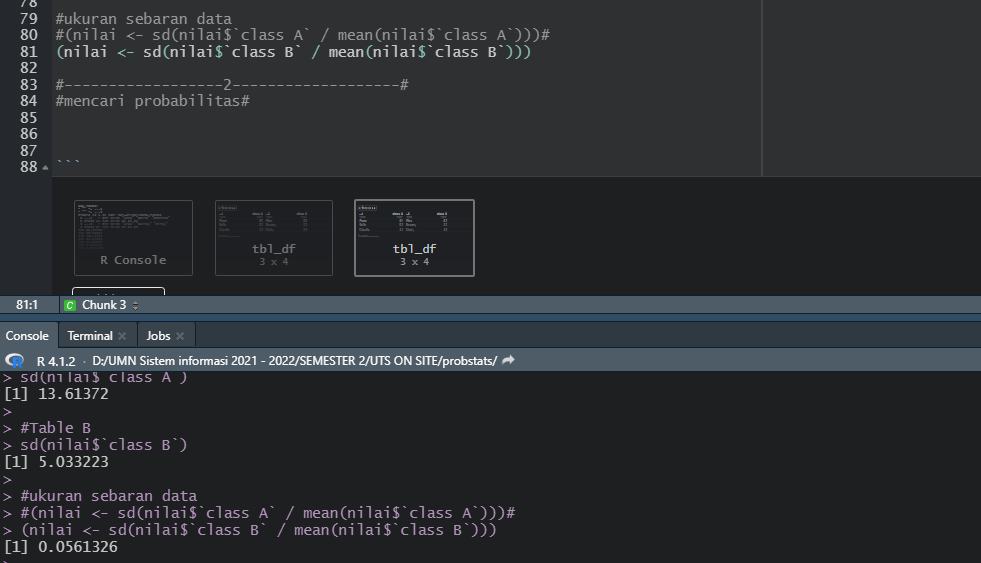 78
79 #ukuran sebaran data
80 #(nilai <- sd(nilai$`class A` / mean(nilai$`class A`)))#
81 (nilai <- sd(nilai$`class B` / mean(nilai$`class B`)))
82
83 #------------------2-------------------#
84 #mencari probabilitas#
85
86
87
88 ```
R Console
tbl_df
3 x 4
tbl_df
3 x 4
81:1 C Chunk 3
Console Terminal Jobs
R 4.1.2 · D:/UMN Sistem informasi 2021 - 2022/SEMESTER 2/UTS ON SITE/probstats/
> sd(nilai$`class A`)
[1] 13.61372
>
> #Table B
> sd(nilai$`class B`)
[1] 5.033223
>
> #ukuran sebaran data
> #(nilai <- sd(nilai$`class A` / mean(nilai$`class A`)))#
> (nilai <- sd(nilai$`class B` / mean(nilai$`class B`)))
[1] 0.0561326
>